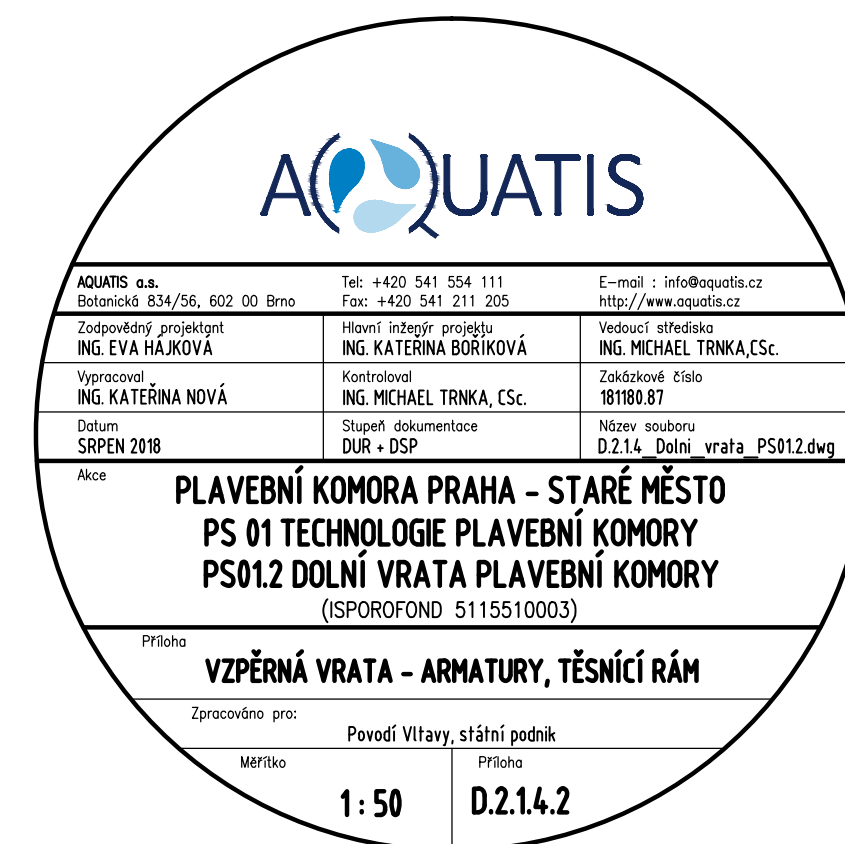 AQUATIS
AQUATIS a.s.
Botanická 834/56, 602 00 Brno
Tel: +420 541 554 111
Fax: +420 541 211 205
E-mail : info@aquatis.cz
http://www.aquatis.cz
Zodpovědný projektant
ING. EVA HÁJKOVÁ
Hlavní inženýr projektu
ING. KATEŘINA BOŘÍKOVÁ
Vedoucí střediska
ING. MICHAEL TRNKA,CSc.
Vypracoval
ING. KATEŘINA NOVÁ
Kontroloval
ING. MICHAEL TRNKA, CSc.
Zakázkové číslo
181180.87
Datum
SRPEN 2018
Stupeň dokumentace
DUR + DSP
Název souboru
D.2.1.4_Dolni_vrata_PS01.2.dwg
Akce
PLAVEBNÍ KOMORA PRAHA - STARÉ MĚSTO
PS 01 TECHNOLOGIE PLAVEBNÍ KOMORY
PS01.2 DOLNÍ VRATA PLAVEBNÍ KOMORY
(ISPOROFOND 5115510003)
Příloha
VZPĚRNÁ VRATA - ARMATURY, TĚSNÍCÍ RÁM
Zpracováno pro:
Povodí Vltavy, státní podnik
Měřítko
1 : 50
Příloha
D.2.1.4.2